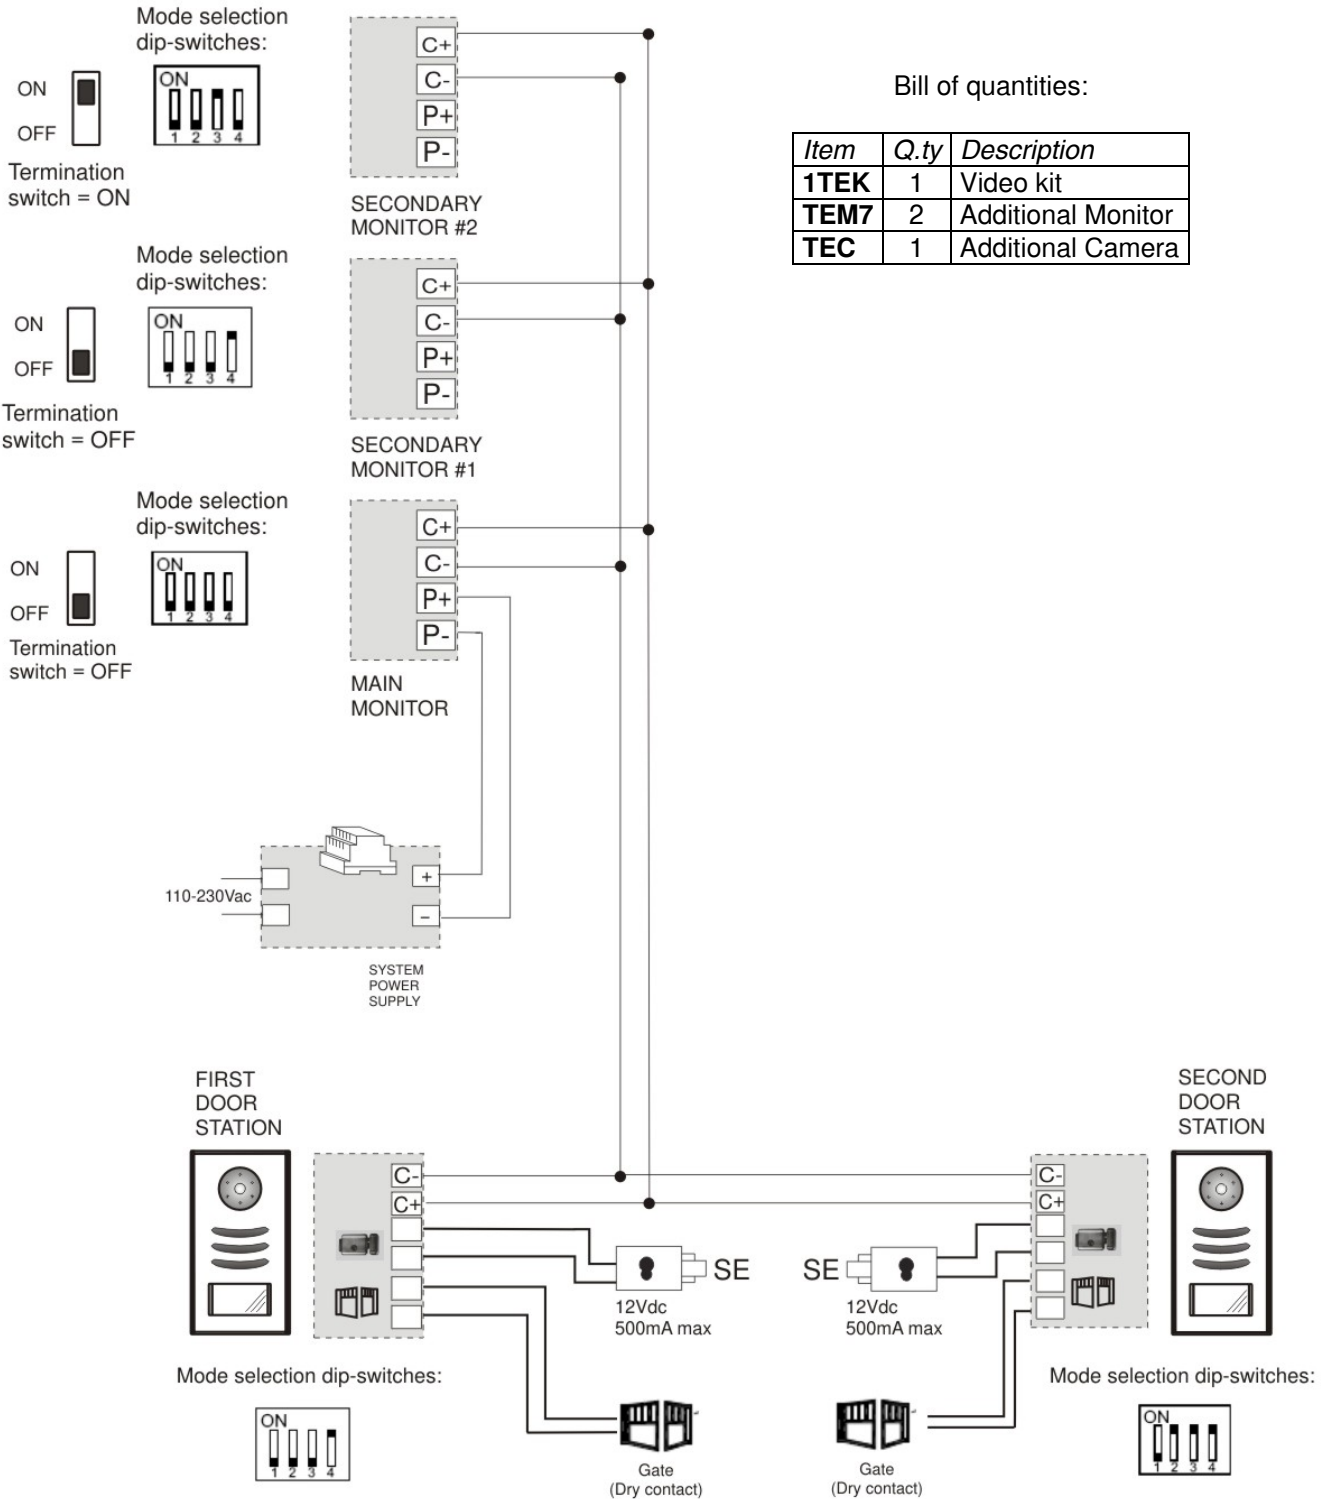 Mode selection
dip-switches:
ON
OFF
ON
1 2 3 4
Termination
switch = ON
C+
C-
P+
P-
SECONDARY
MONITOR #2
Bill of quantities:
Item Q.ty Description
1TEK 1 Video kit
TEM7 2 Additional Monitor
TEC 1 Additional Camera
Mode selection
dip-switches:
ON
OFF
ON
1 2 3 4
Termination
switch = OFF
C+
C-
P+
P-
SECONDARY
MONITOR #1
Mode selection
dip-switches:
ON
OFF
ON
1 2 3 4
Termination
switch = OFF
C+
C-
P+
P-
MAIN
MONITOR
110-230Vac
+
−
SYSTEM
POWER
SUPPLY
FIRST
DOOR
STATION
C-
C+
SE
12Vdc
500mA max
Mode selection dip-switches:
ON
1 2 3 4
Gate
(Dry contact)
SECOND
DOOR
STATION
C-
C+
SE
12Vdc
500mA max
Mode selection dip-switches:
ON
1 2 3 4
Gate
(Dry contact)